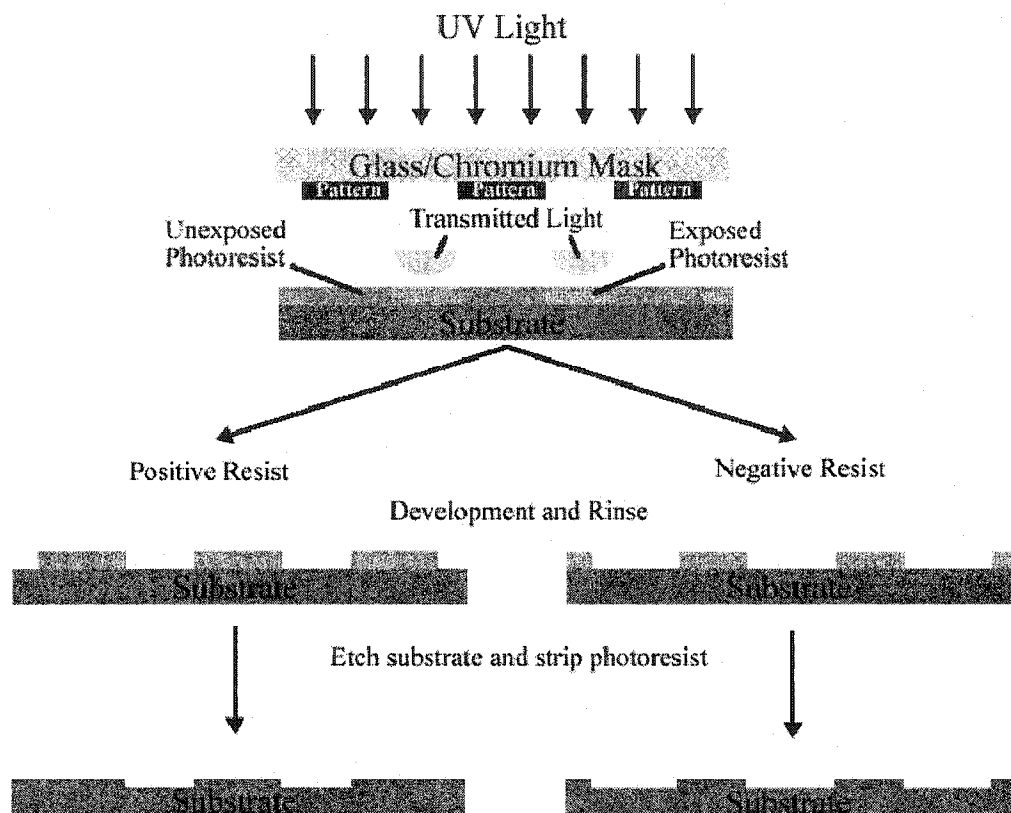 UV Light
Glass/Chromium Mask
Pattern Pattern Pattern
Transmitted Light
Unexposed
Photoresist
Exposed
Photoresist
Substrate
Positive Resist
Negative Resist
Development and Rinse
Substrate
Substrate
Etch substrate and strip photoresist
Substrate
Substrate